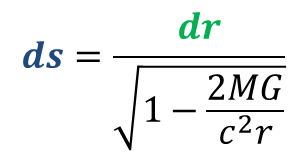 ds = dr / √(1 − 2MG / c²r)